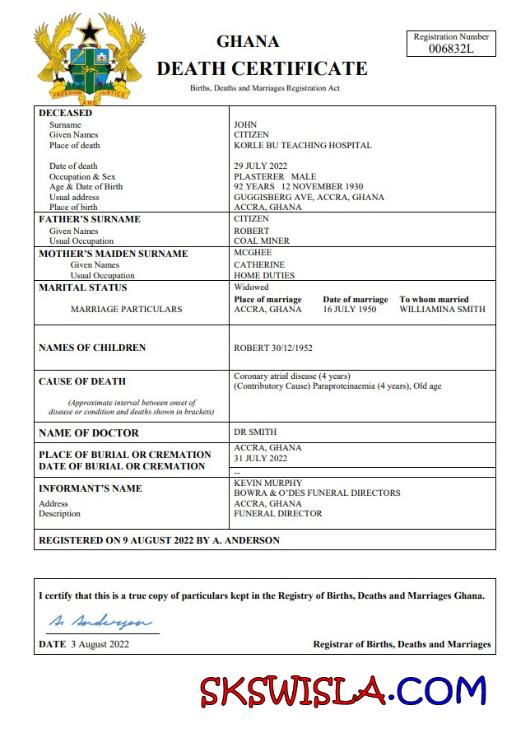 GHANA
DEATH CERTIFICATE
Births, Deaths and Marriages Registration Act
Registration Number
006832L
FREEDOM AND JUSTICE
DECEASED
Surname JOHN
Given Names CITIZEN
Place of death KORLE BU TEACHING HOSPITAL
Date of death 29 JULY 2022
Occupation & Sex PLASTERER MALE
Age & Date of Birth 92 YEARS 12 NOVEMBER 1930
Usual address GUGGISBERG AVE, ACCRA, GHANA
Place of birth ACCRA, GHANA
FATHER'S SURNAME CITIZEN
Given Names ROBERT
Usual Occupation COAL MINER
MOTHER'S MAIDEN SURNAME MCGHEE
Given Names CATHERINE
Usual Occupation HOME DUTIES
MARITAL STATUS Widowed
Place of marriage Date of marriage To whom married
MARRIAGE PARTICULARS ACCRA, GHANA 16 JULY 1950 WILLIAMINA SMITH
NAMES OF CHILDREN ROBERT 30/12/1952
CAUSE OF DEATH Coronary atrial disease (4 years)
(Contributory Cause) Paraproteinaemia (4 years), Old age
(Approximate interval between onset of
disease or condition and deaths shown in brackets)
NAME OF DOCTOR DR SMITH
PLACE OF BURIAL OR CREMATION ACCRA, GHANA
DATE OF BURIAL OR CREMATION 31 JULY 2022
--
INFORMANT'S NAME KEVIN MURPHY
BOWRA & O'DES FUNERAL DIRECTORS
Address ACCRA, GHANA
Description FUNERAL DIRECTOR
REGISTERED ON 9 AUGUST 2022 BY A. ANDERSON
I certify that this is a true copy of particulars kept in the Registry of Births, Deaths and Marriages Ghana.
A. Anderson
DATE 3 August 2022 Registrar of Births, Deaths and Marriages
SKSWISLA.COM